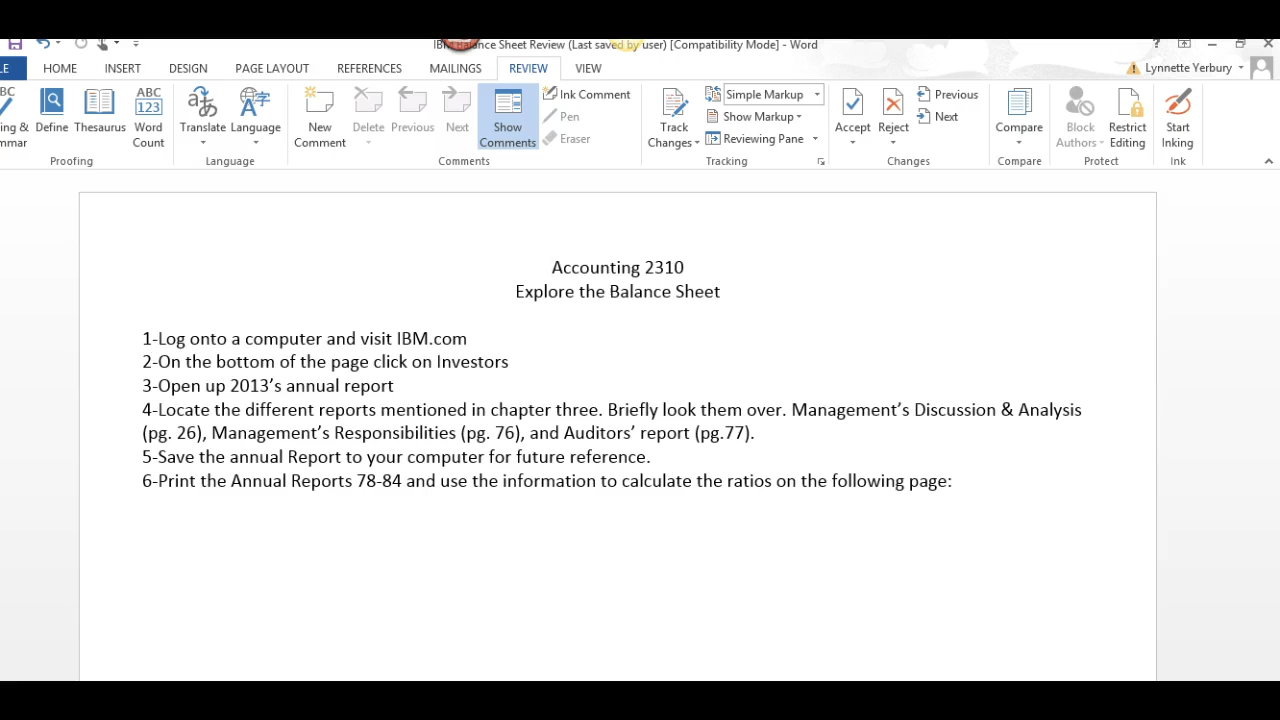 IBM Balance Sheet Review (Last saved by user) [Compatibility Mode] - Word
HOME INSERT DESIGN PAGE LAYOUT REFERENCES MAILINGS REVIEW VIEW Lynnette Yerbury
Define Thesaurus Word Count
Translate Language
New Comment Delete Previous Next Show Comments
Ink Comment
Pen
Eraser
Track Changes
Simple Markup
Show Markup
Reviewing Pane
Accept Reject
Previous
Next
Compare
Block Authors Restrict Editing
Start Inking
Proofing Language Comments Tracking Changes Compare Protect Ink
Accounting 2310
Explore the Balance Sheet
1-Log onto a computer and visit IBM.com
2-On the bottom of the page click on Investors
3-Open up 2013’s annual report
4-Locate the different reports mentioned in chapter three. Briefly look them over. Management’s Discussion & Analysis
(pg. 26), Management’s Responsibilities (pg. 76), and Auditors’ report (pg.77).
5-Save the annual Report to your computer for future reference.
6-Print the Annual Reports 78-84 and use the information to calculate the ratios on the following page: